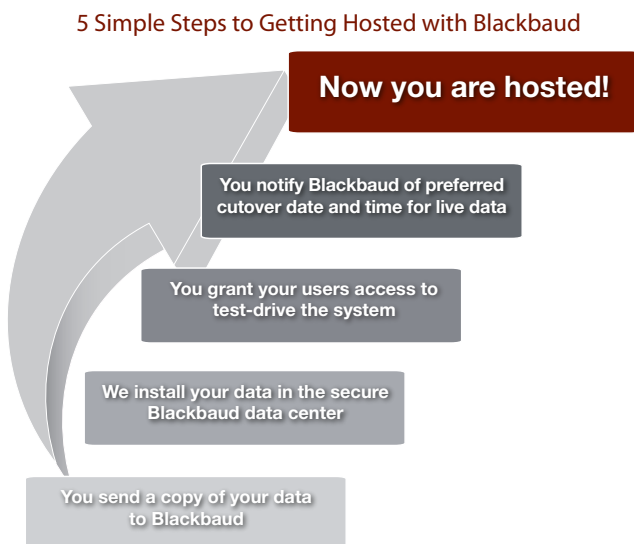 5 Simple Steps to Getting Hosted with Blackbaud
Now you are hosted!
You notify Blackbaud of preferred
cutover date and time for live data
You grant your users access to
test-drive the system
We install your data in the secure
Blackbaud data center
You send a copy of your data
to Blackbaud